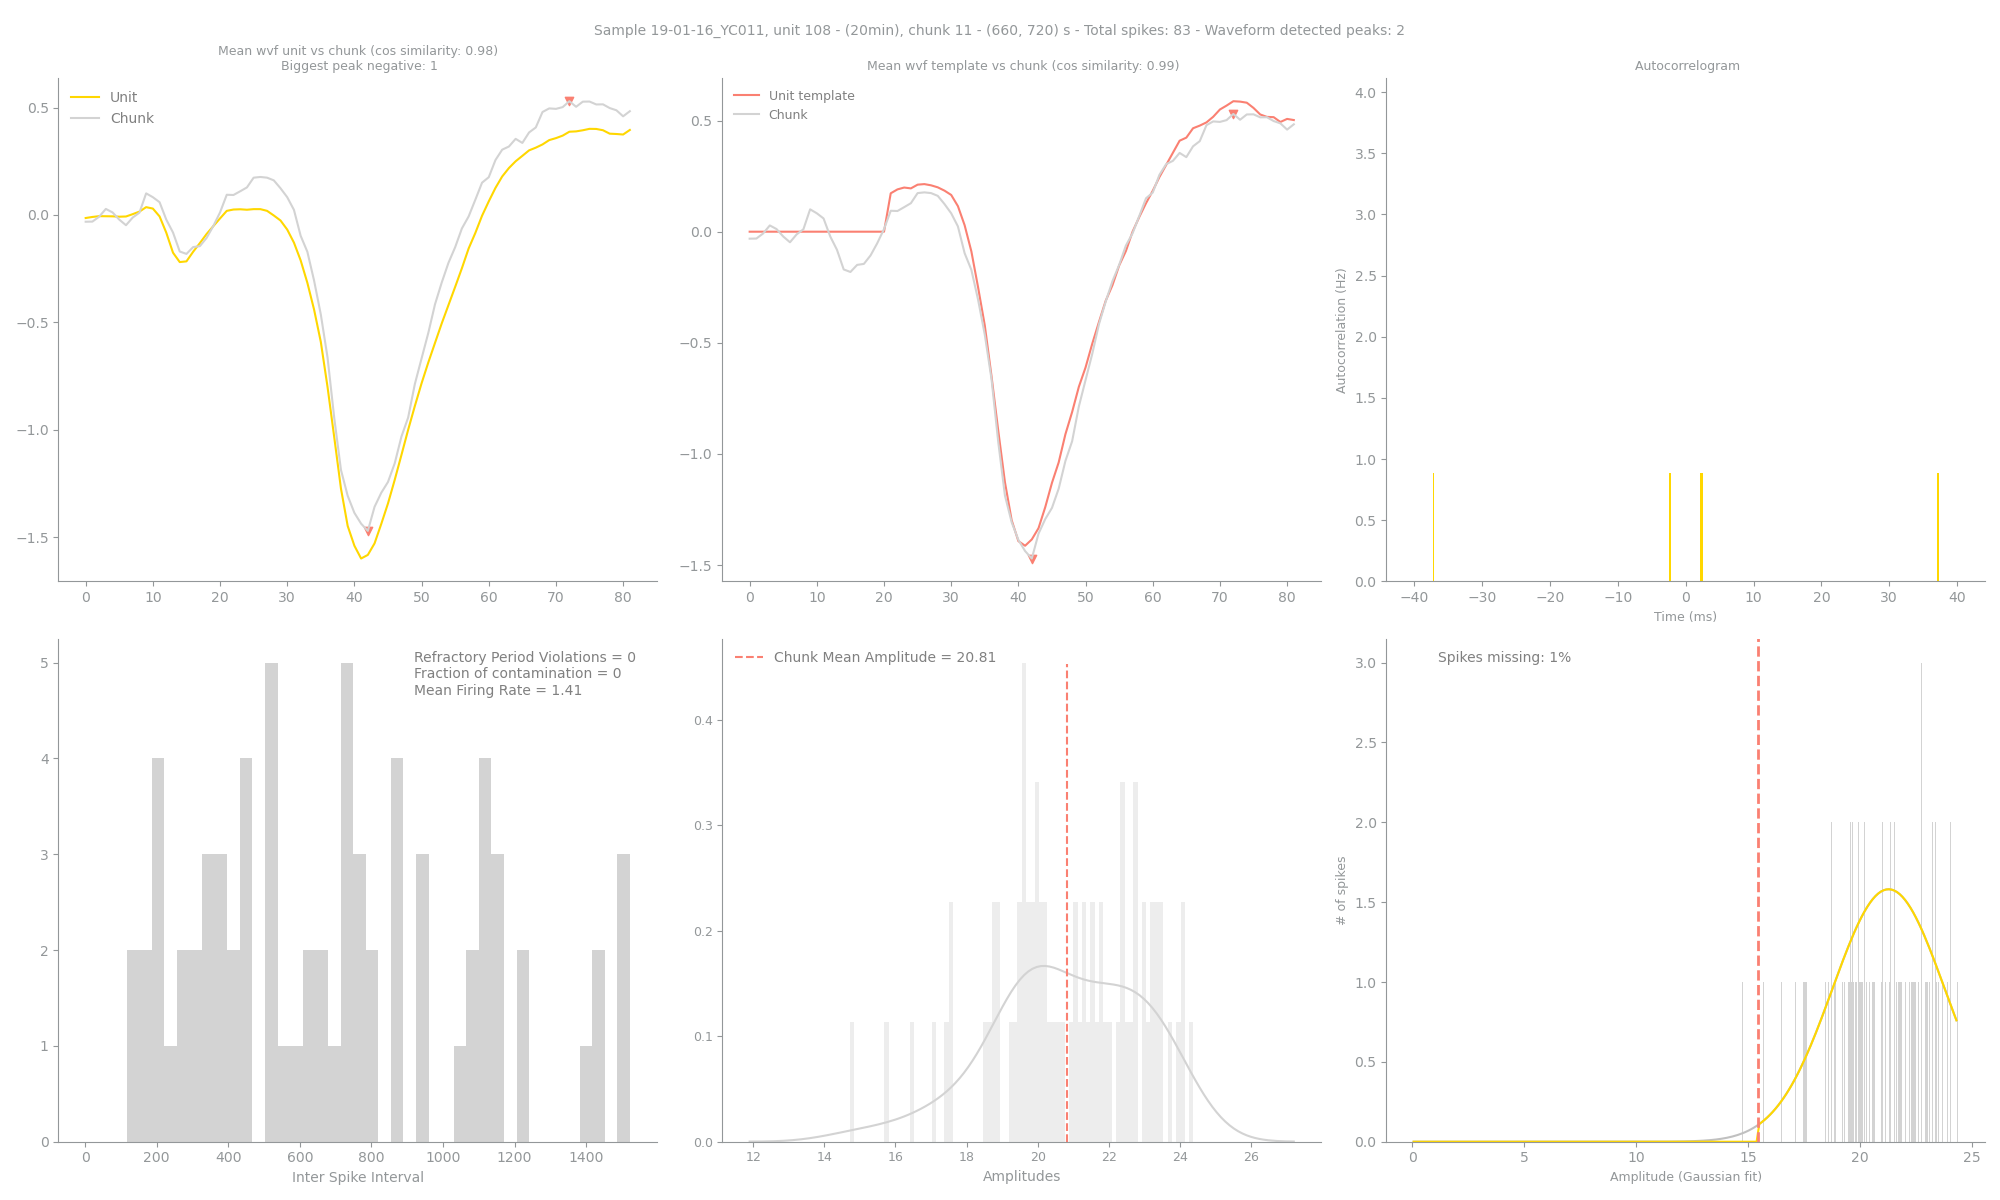 Sample 19-01-16_YC011, unit 108 - (20min), chunk 11 - (660, 720) s - Total spikes: 83 - Waveform detected peaks: 2
Mean wvf unit vs chunk (cos similarity: 0.98)
Biggest peak negative: 1
Unit
Chunk
0.5
0.0
−0.5
−1.0
−1.5
0 10 20 30 40 50 60 70 80
Mean wvf template vs chunk (cos similarity: 0.99)
Unit template
Chunk
0.5
0.0
−0.5
−1.0
−1.5
0 10 20 30 40 50 60 70 80
Autocorrelogram
Autocorrelation (Hz)
4.0
3.5
3.0
2.5
2.0
1.5
1.0
0.5
0.0
−40 −30 −20 −10 0 10 20 30 40
Time (ms)
Refractory Period Violations = 0
Fraction of contamination = 0
Mean Firing Rate = 1.41
5
4
3
2
1
0
0 200 400 600 800 1000 1200 1400
Inter Spike Interval
Chunk Mean Amplitude = 20.81
0.4
0.3
0.2
0.1
0.0
12 14 16 18 20 22 24 26
Amplitudes
Spikes missing: 1%
# of spikes
3.0
2.5
2.0
1.5
1.0
0.5
0.0
0 5 10 15 20 25
Amplitude (Gaussian fit)